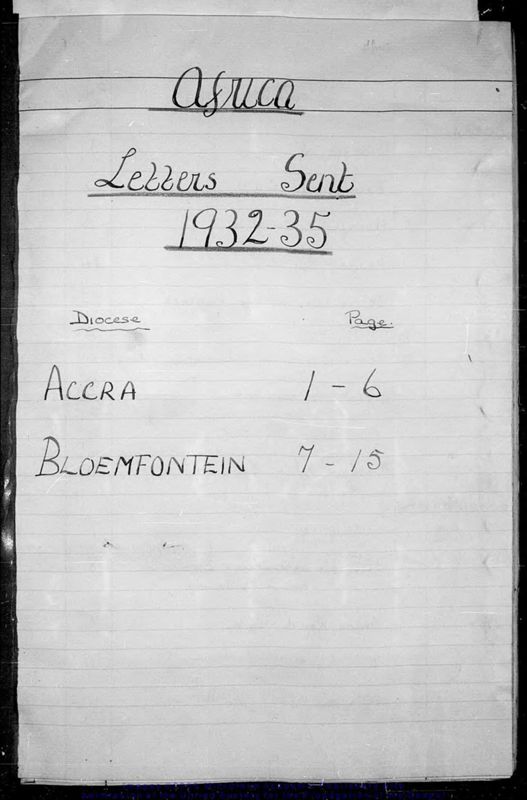 Africa
Letters Sent
1932-35
Diocese Page.
ACCRA 1 - 6
BLOEMFONTEIN 7 - 15